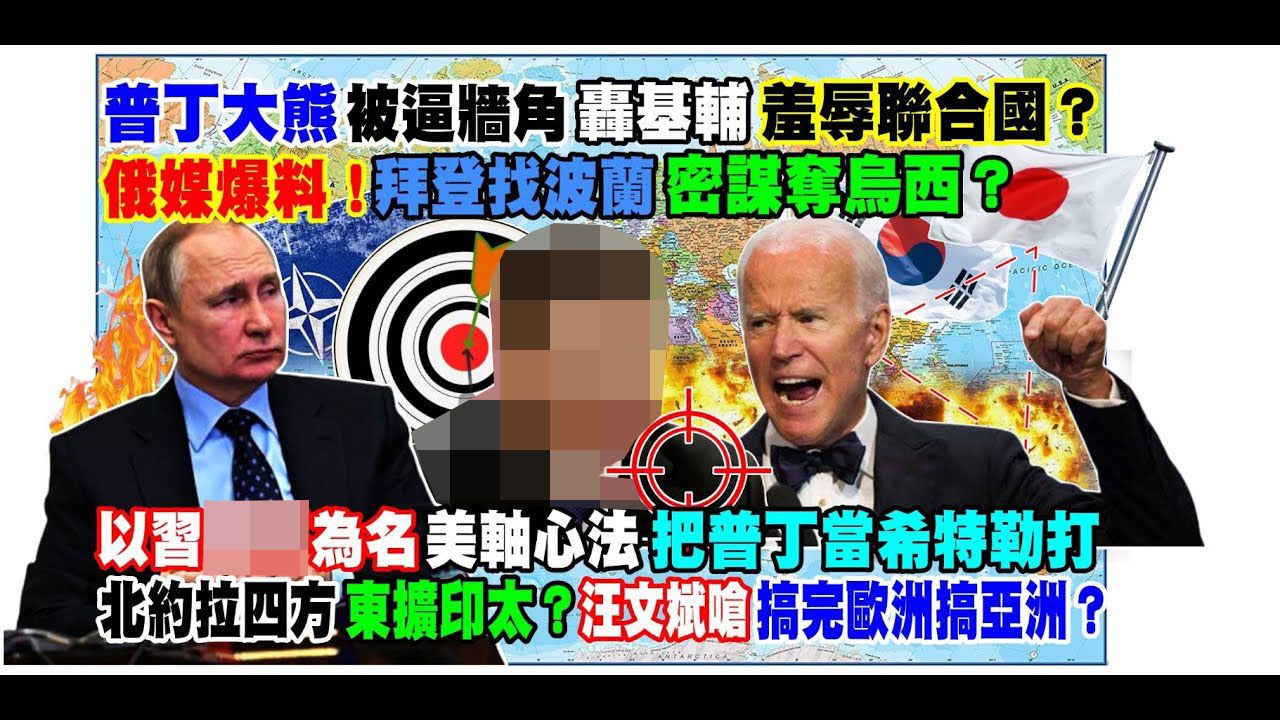 普丁大熊 被逼牆角 轟基輔 羞辱聯合國？
俄媒爆料！拜登找波蘭 密謀奪烏西？
以習 為名 美軸心法 把普丁當希特勒打
北約拉四方 東擴印太？汪文斌嗆 搞完歐洲搞亞洲？